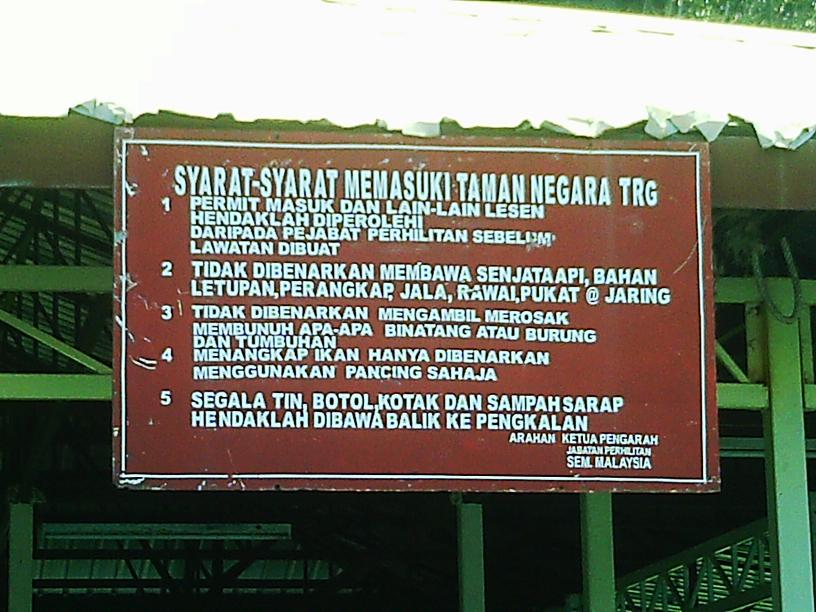 SYARAT-SYARAT MEMASUKI TAMAN NEGARA TRG
1 PERMIT MASUK DAN LAIN-LAIN LESEN
HENDAKLAH DIPEROLEHI
DARIPADA PEJABAT PERHILITAN SEBELUM
LAWATAN DIBUAT
2 TIDAK DIBENARKAN MEMBAWA SENJATAAPI, BAHAN
LETUPAN,PERANGKAP, JALA, RAWAI,PUKAT @ JARING
3 TIDAK DIBENARKAN MENGAMBIL MEROSAK
MEMBUNUH APA-APA BINATANG ATAU BURUNG
DAN TUMBUHAN
4 MENANGKAP IKAN HANYA DIBENARKAN
MENGGUNAKAN PANCING SAHAJA
5 SEGALA TIN, BOTOL,KOTAK DAN SAMPAH SARAP
HENDAKLAH DIBAWA BALIK KE PENGKALAN
ARAHAN KETUA PENGARAH
JABATAN PERHILITAN
SEM. MALAYSIA